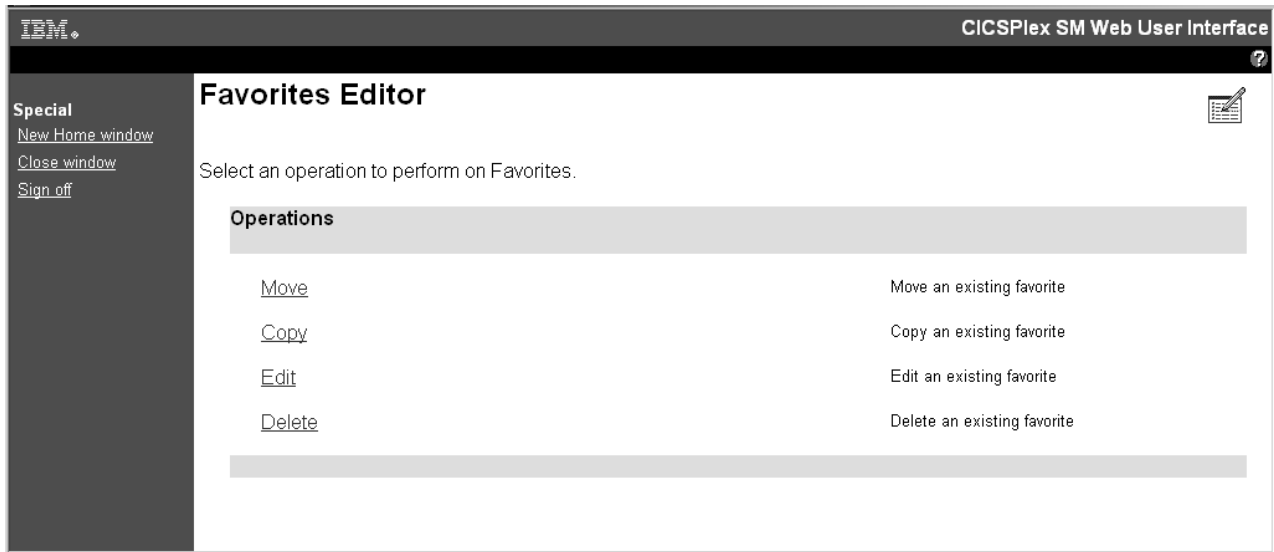 IBM.
CICSPlex SM Web User Interface
?
Special
New Home window
Close window
Sign off
Favorites Editor
Select an operation to perform on Favorites.
Operations
Move Move an existing favorite
Copy Copy an existing favorite
Edit Edit an existing favorite
Delete Delete an existing favorite